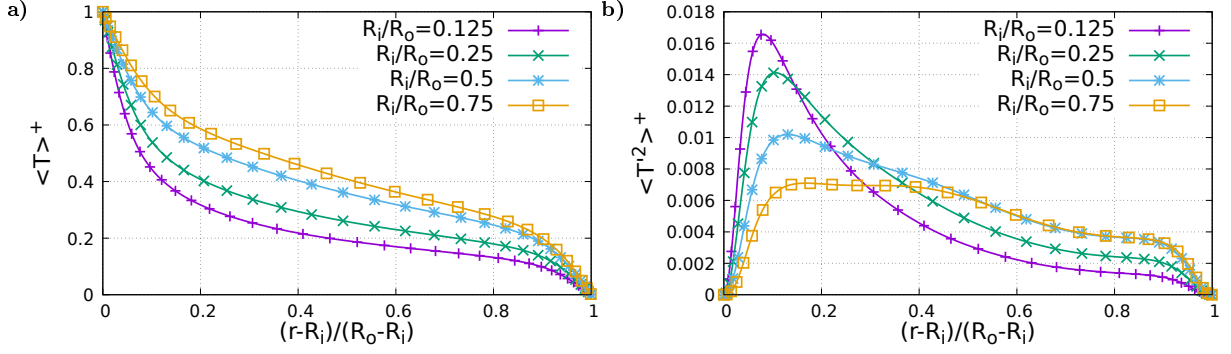 a)
R_i/R_o=0.125
R_i/R_o=0.25
R_i/R_o=0.5
R_i/R_o=0.75
1
0.8
0.6
0.4
0.2
0
<T>^+
0 0.2 0.4 0.6 0.8 1
(r-R_i)/(R_o-R_i)
b)
R_i/R_o=0.125
R_i/R_o=0.25
R_i/R_o=0.5
R_i/R_o=0.75
0.018
0.016
0.014
0.012
0.010
0.008
0.006
0.004
0.002
0.000
<T'^2>^+
0 0.2 0.4 0.6 0.8 1
(r-R_i)/(R_o-R_i)